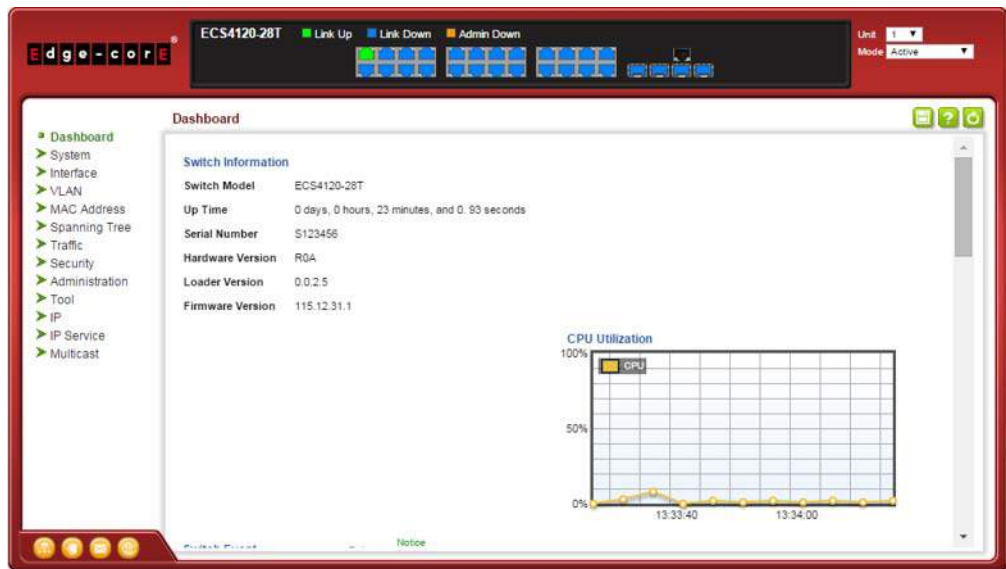 Edge-corE®
ECS4120-28T Link Up Link Down Admin Down
Unit 1
Mode Active
Dashboard
Dashboard
System
Interface
VLAN
MAC Address
Spanning Tree
Traffic
Security
Administration
Tool
IP
IP Service
Multicast
Switch Information
Switch Model ECS4120-28T
Up Time 0 days, 0 hours, 23 minutes, and 0. 93 seconds
Serial Number S123456
Hardware Version R0A
Loader Version 0.0.2.5
Firmware Version 115.12.31.1
CPU Utilization
100%
CPU
50%
0%
13:33:40 13:34:00
Switch Event
Notice